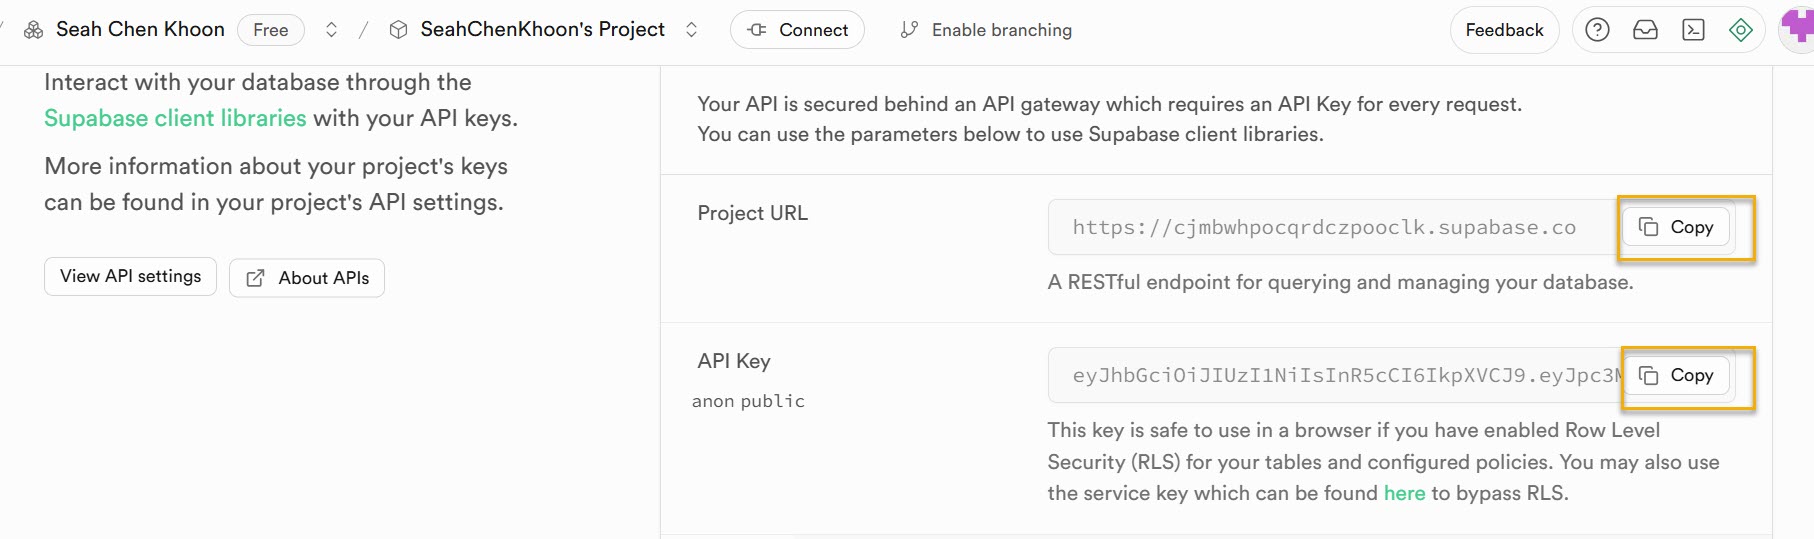 / Seah Chen Khoon Free / SeahChenKhoon's Project Connect Enable branching Feedback
Interact with your database through the
Supabase client libraries with your API keys.
More information about your project's keys
can be found in your project's API settings.
View API settings About APIs
Your API is secured behind an API gateway which requires an API Key for every request.
You can use the parameters below to use Supabase client libraries.
Project URL
https://cjmbwhpocqrdczpooclk.supabase.co Copy
A RESTful endpoint for querying and managing your database.
API Key
anon public
eyJhbGciOiJIUzI1NiIsInR5cCI6IkpXVCJ9.eyJpc3M Copy
This key is safe to use in a browser if you have enabled Row Level
Security (RLS) for your tables and configured policies. You may also use
the service key which can be found here to bypass RLS.